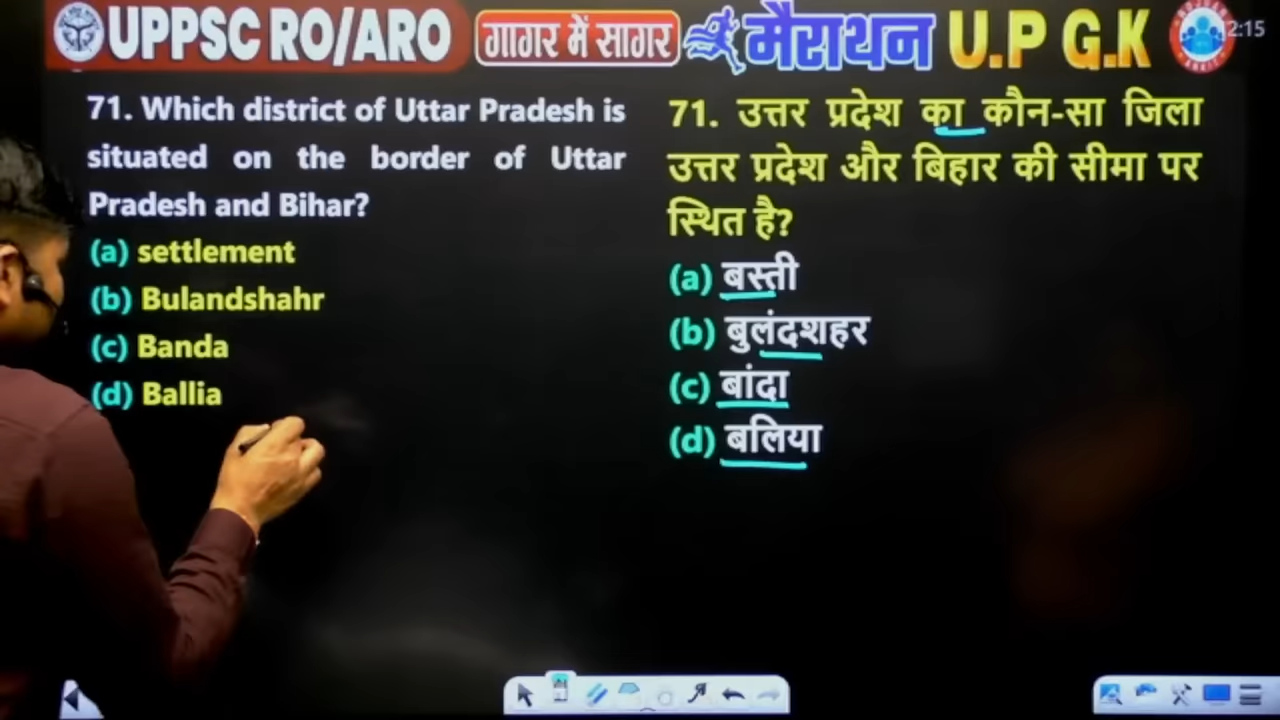 UPPSC RO/ARO गागर में सागर मैराथन U.P G.K
2:15
71. Which district of Uttar Pradesh is
situated on the border of Uttar
Pradesh and Bihar?
(a) settlement
(b) Bulandshahr
(c) Banda
(d) Ballia
71. उत्तर प्रदेश का कौन-सा जिला
उत्तर प्रदेश और बिहार की सीमा पर
स्थित है?
(a) बस्ती
(b) बुलंदशहर
(c) बांदा
(d) बलिया